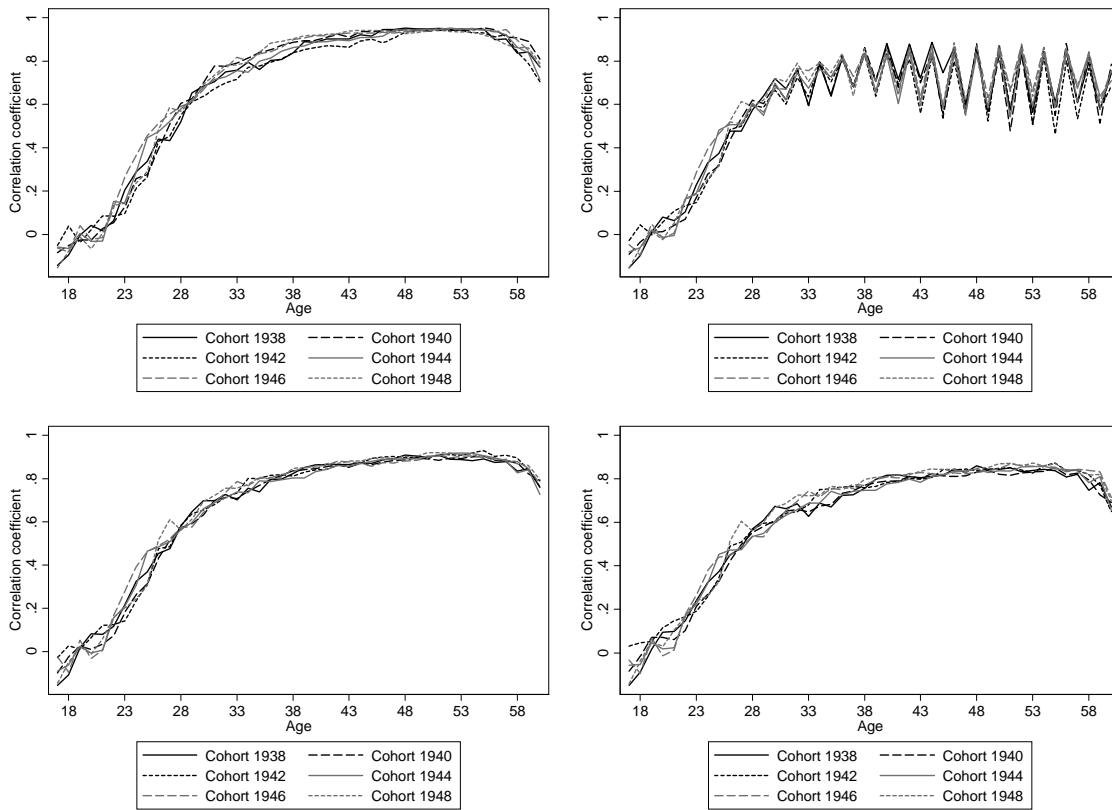 Correlation coefficient
0 .2 .4 .6 .8 1
18 23 28 33 38 43 48 53 58
Age
Cohort 1938 Cohort 1940
Cohort 1942 Cohort 1944
Cohort 1946 Cohort 1948
Correlation coefficient
0 .2 .4 .6 .8 1
18 23 28 33 38 43 48 53 58
Age
Cohort 1938 Cohort 1940
Cohort 1942 Cohort 1944
Cohort 1946 Cohort 1948
Correlation coefficient
0 .2 .4 .6 .8 1
18 23 28 33 38 43 48 53 58
Age
Cohort 1938 Cohort 1940
Cohort 1942 Cohort 1944
Cohort 1946 Cohort 1948
Correlation coefficient
0 .2 .4 .6 .8 1
18 23 28 33 38 43 48 53 58
Age
Cohort 1938 Cohort 1940
Cohort 1942 Cohort 1944
Cohort 1946 Cohort 1948